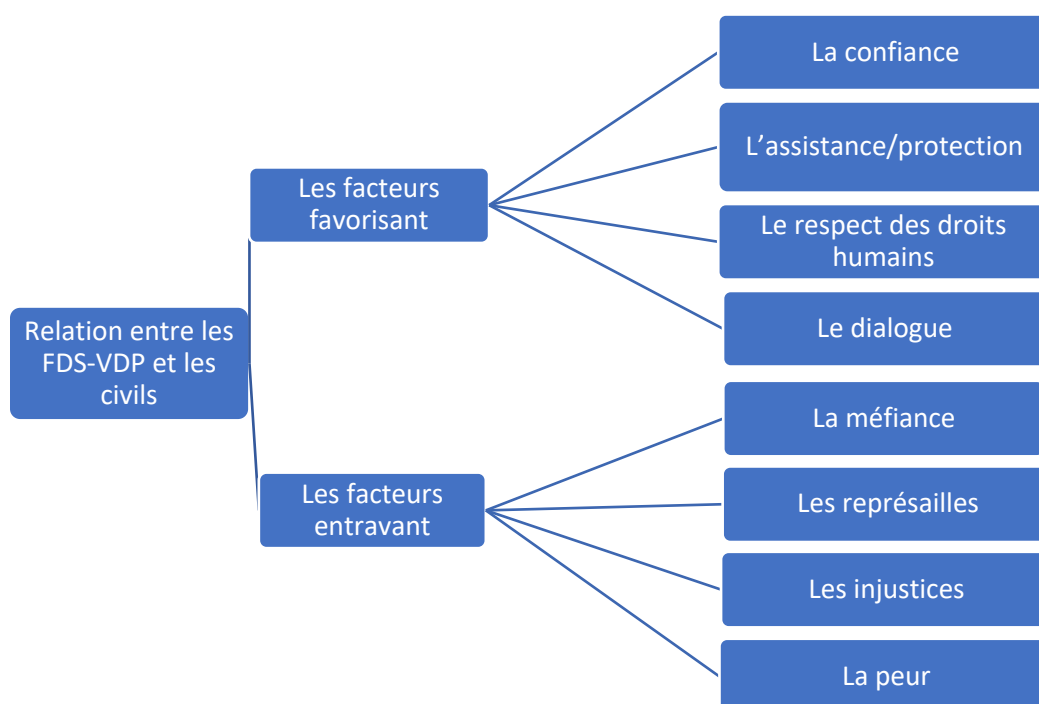 Relation entre les
FDS-VDP et les
civils
Les facteurs
favorisant
La confiance
L’assistance/protection
Le respect des droits
humains
Le dialogue
Les facteurs
entravant
La méfiance
Les représailles
Les injustices
La peur